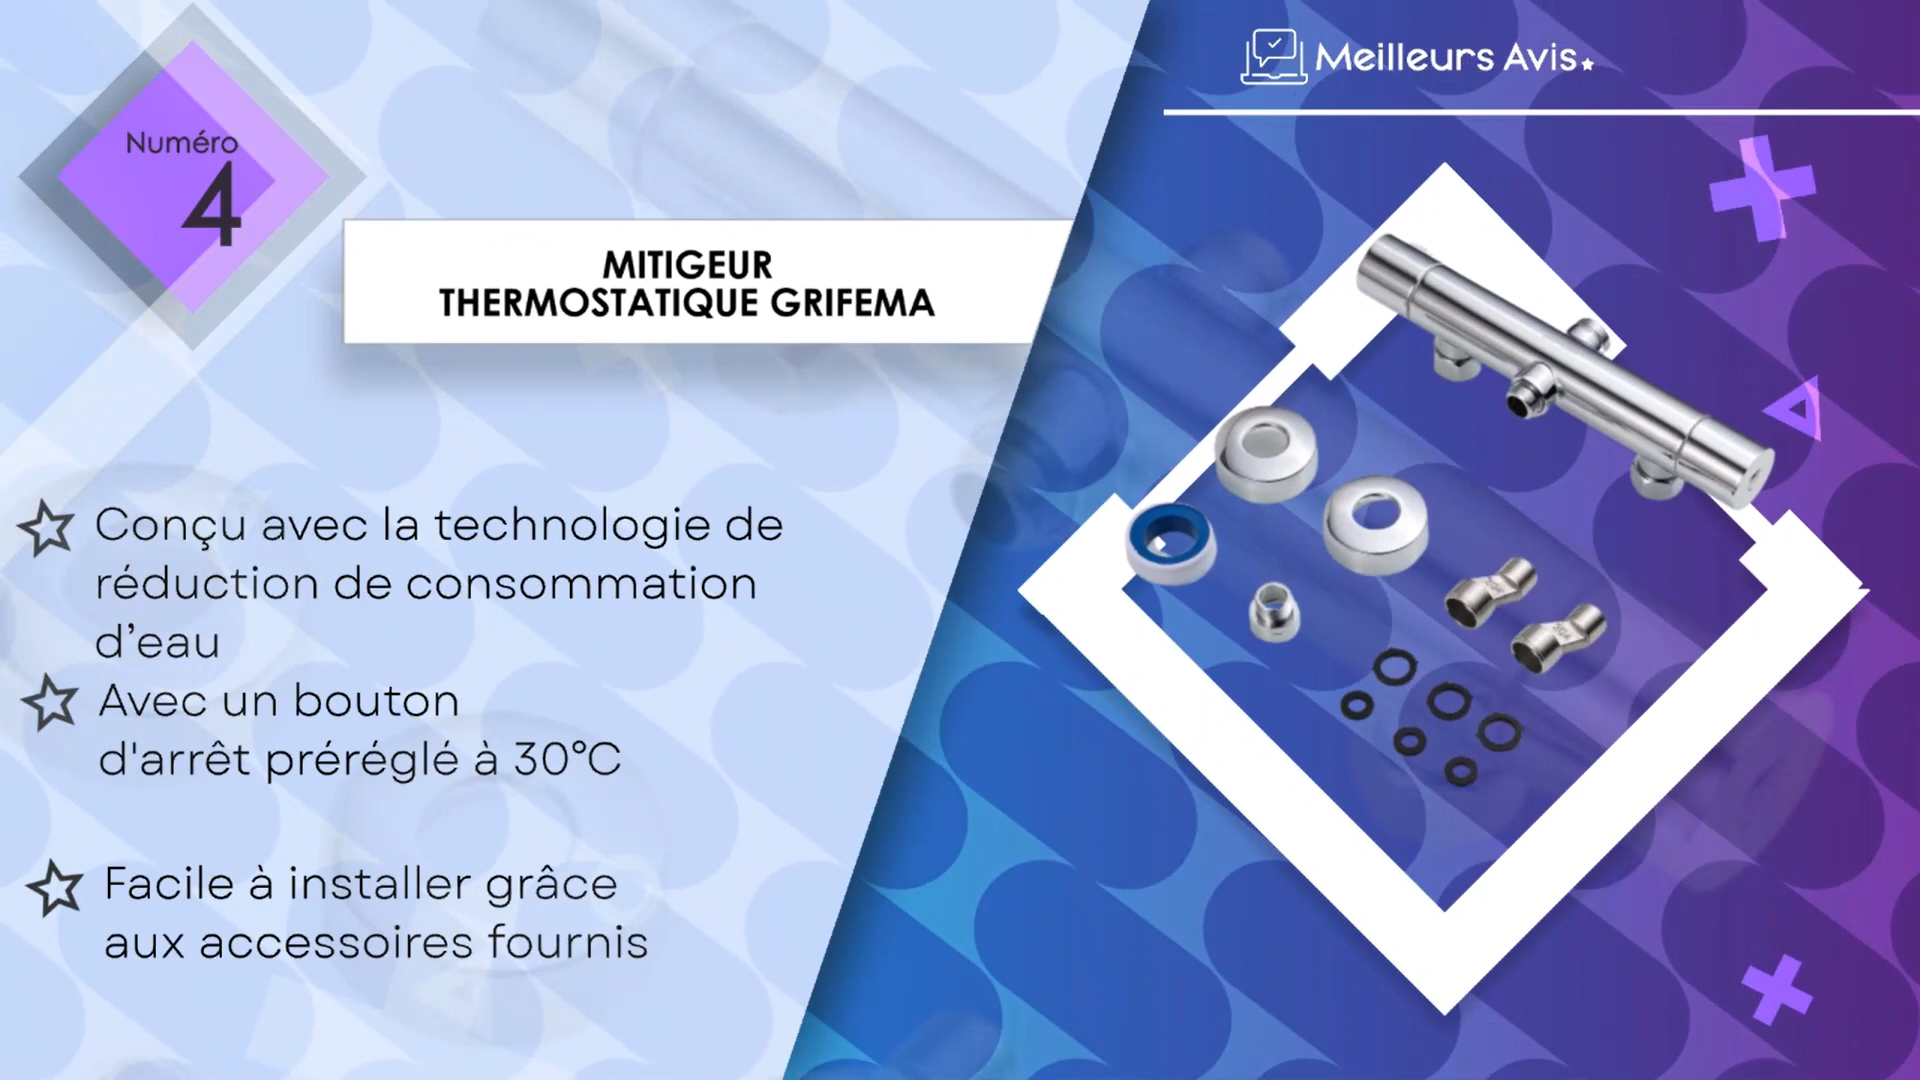 Numéro
4
Meilleurs Avis
MITIGEUR
THERMOSTATIQUE GRIFEMA
Conçu avec la technologie de
réduction de consommation
d’eau
Avec un bouton
d'arrêt préréglé à 30°C
Facile à installer grâce
aux accessoires fournis